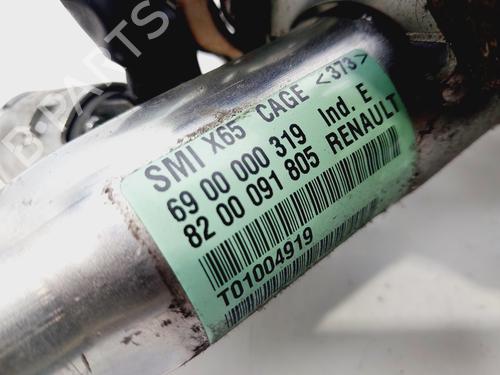 SMI X65 CAGE <373>
69 00 000 319 Ind. E
82 00 091 805 RENAULT
T01004919
B-PARTS